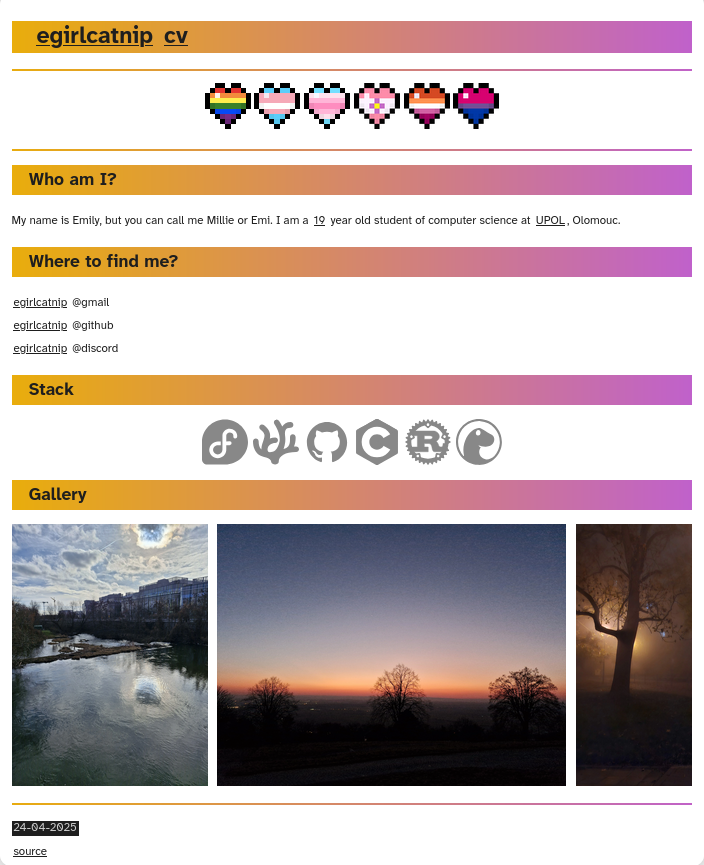 egirlcatnip cv
Who am I?
My name is Emily, but you can call me Millie or Emi. I am a 19 year old student of computer science at UPOL, Olomouc.
Where to find me?
egirlcatnip @gmail
egirlcatnip @github
egirlcatnip @discord
Stack
Gallery
24-04-2025
source